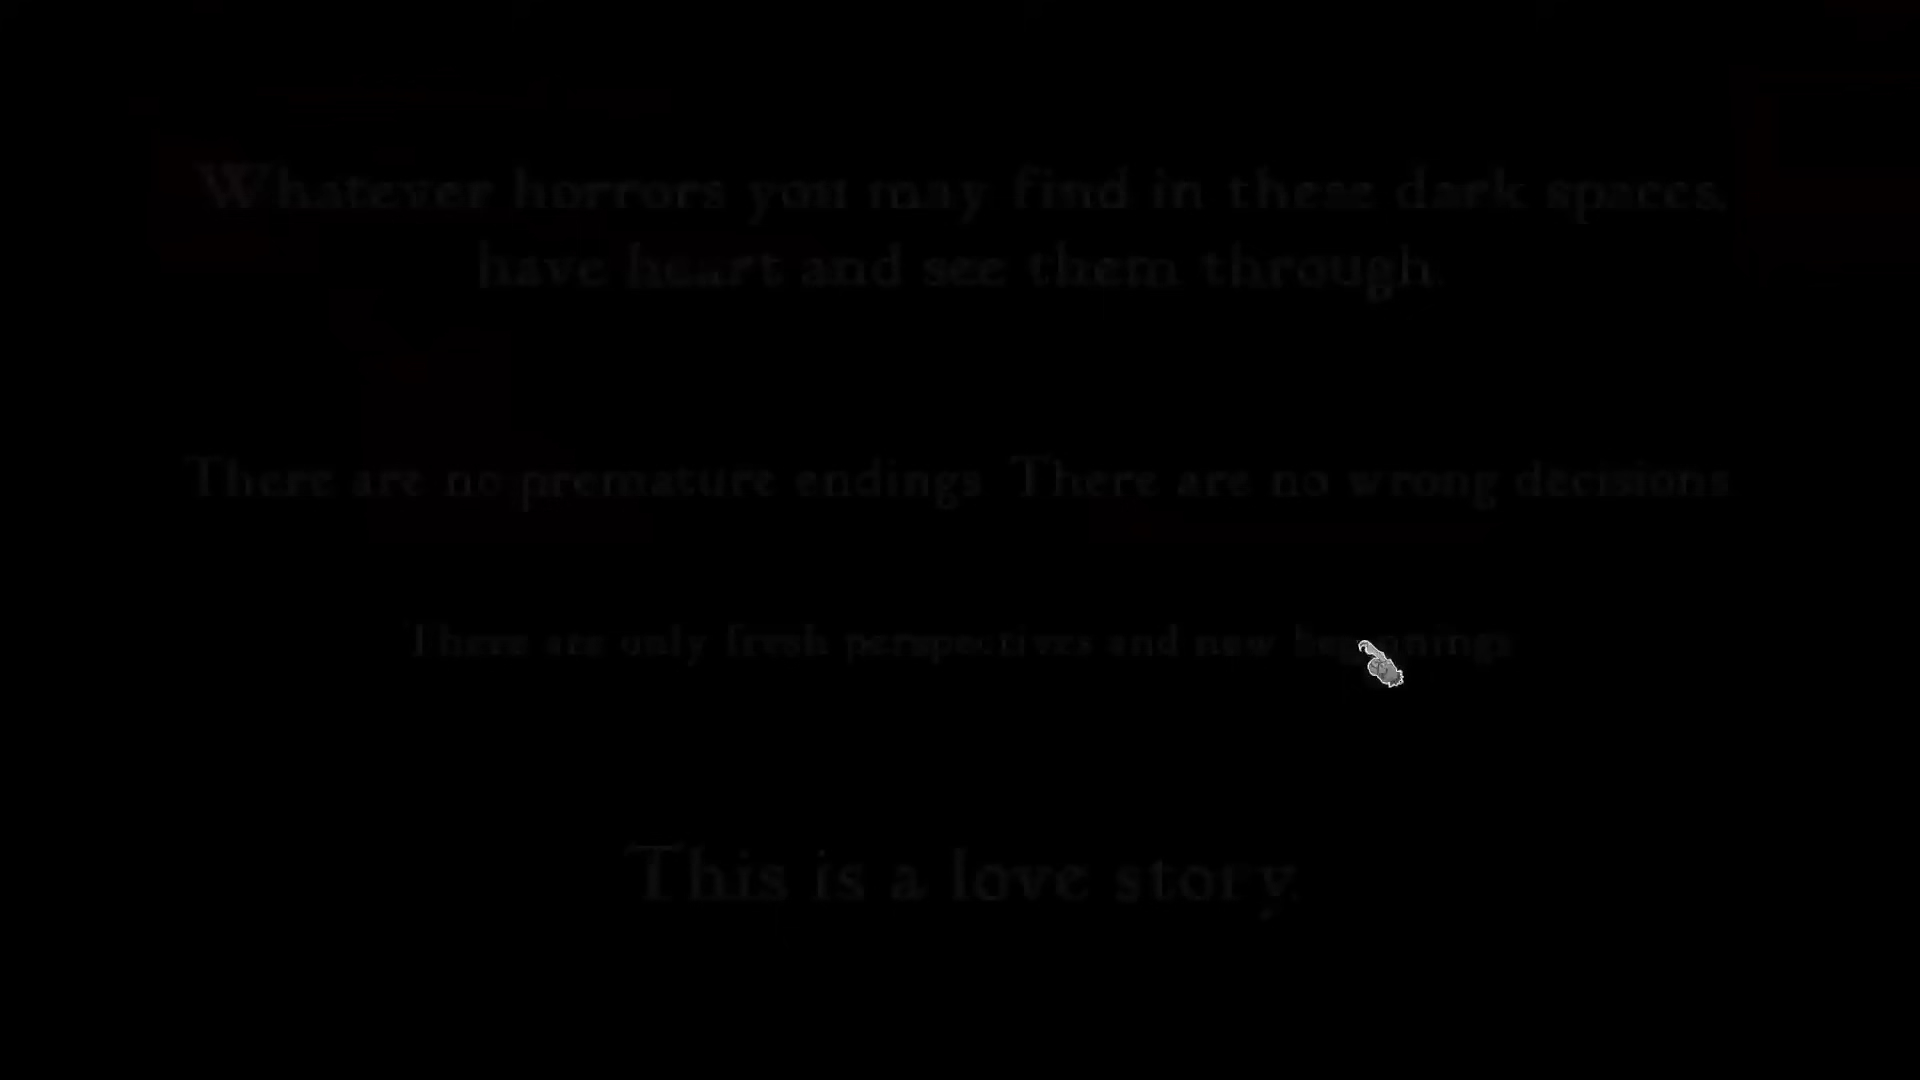 Whatever horrors you may find in these dark spaces,
have heart and see them through.
There are no premature endings. There are no wrong decisions.
There are only fresh perspectives and new beginnings.
This is a love story.